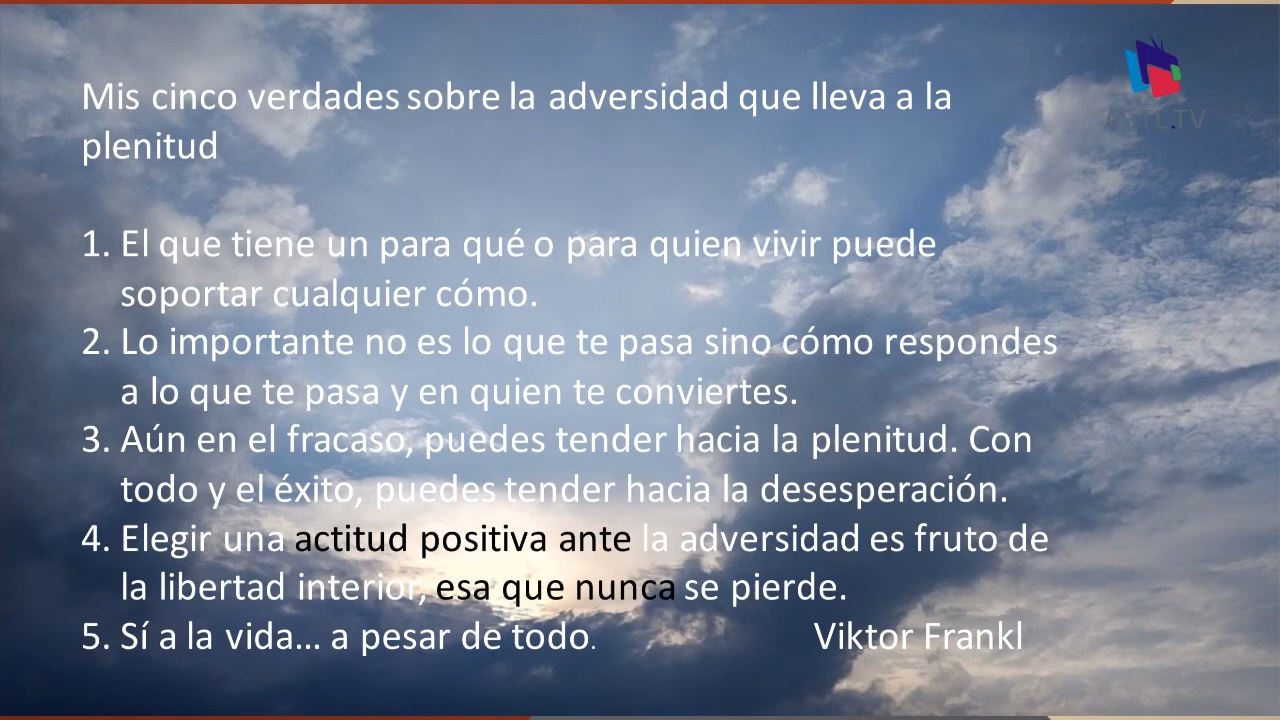 Mis cinco verdades sobre la adversidad que lleva a la
plenitud
1. El que tiene un para qué o para quien vivir puede
soportar cualquier cómo.
2. Lo importante no es lo que te pasa sino cómo respondes
a lo que te pasa y en quien te conviertes.
3. Aún en el fracaso, puedes tender hacia la plenitud. Con
todo y el éxito, puedes tender hacia la desesperación.
4. Elegir una actitud positiva ante la adversidad es fruto de
la libertad interior, esa que nunca se pierde.
5. Sí a la vida... a pesar de todo. Viktor Frankl